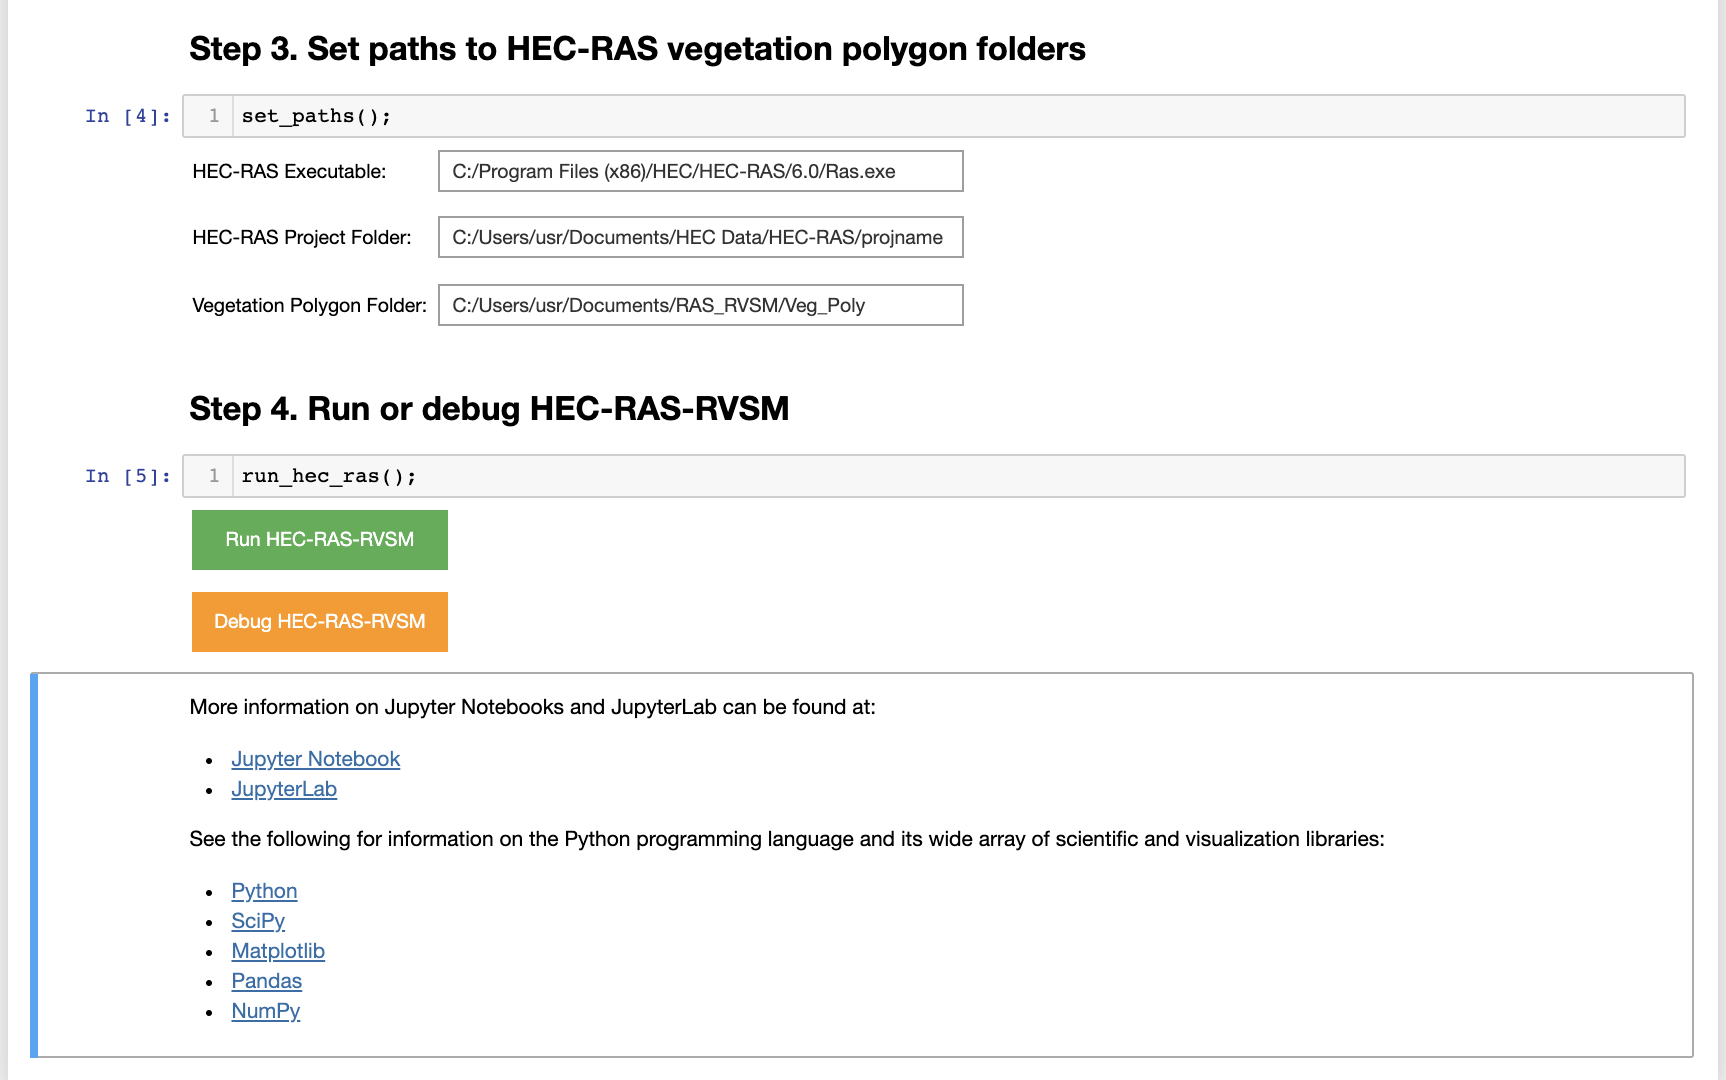 Step 3. Set paths to HEC-RAS vegetation polygon folders
In [4]: 1 set_paths();
HEC-RAS Executable: C:/Program Files (x86)/HEC/HEC-RAS/6.0/Ras.exe
HEC-RAS Project Folder: C:/Users/usr/Documents/HEC Data/HEC-RAS/projname
Vegetation Polygon Folder: C:/Users/usr/Documents/RAS_RVSM/Veg_Poly
Step 4. Run or debug HEC-RAS-RVSM
In [5]: 1 run_hec_ras();
Run HEC-RAS-RVSM
Debug HEC-RAS-RVSM
More information on Jupyter Notebooks and JupyterLab can be found at:
• Jupyter Notebook
• JupyterLab
See the following for information on the Python programming language and its wide array of scientific and visualization libraries:
• Python
• SciPy
• Matplotlib
• Pandas
• NumPy